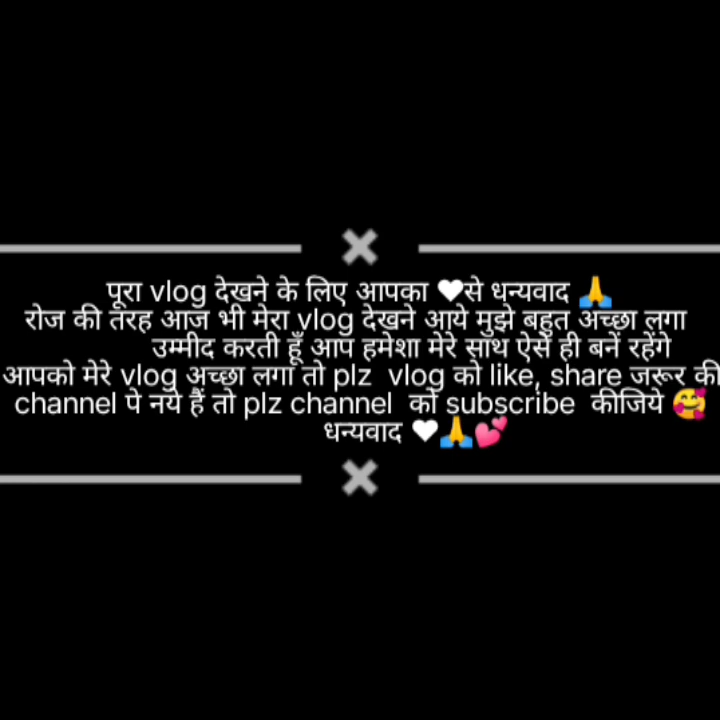 पूरा vlog देखने के लिए आपका 🤍से धन्यवाद 🙏
रोज की तरह आज भी मेरा vlog देखने आये मुझे बहुत अच्छा लगा
उम्मीद करती हूँ आप हमेशा मेरे साथ ऐसे ही बनें रहेंगे
आपको मेरे vlog अच्छा लगा तो plz vlog को like, share जरूर की
channel पे नये हैं तो plz channel को subscribe कीजिये 🥰
धन्यवाद 🤍🙏💕